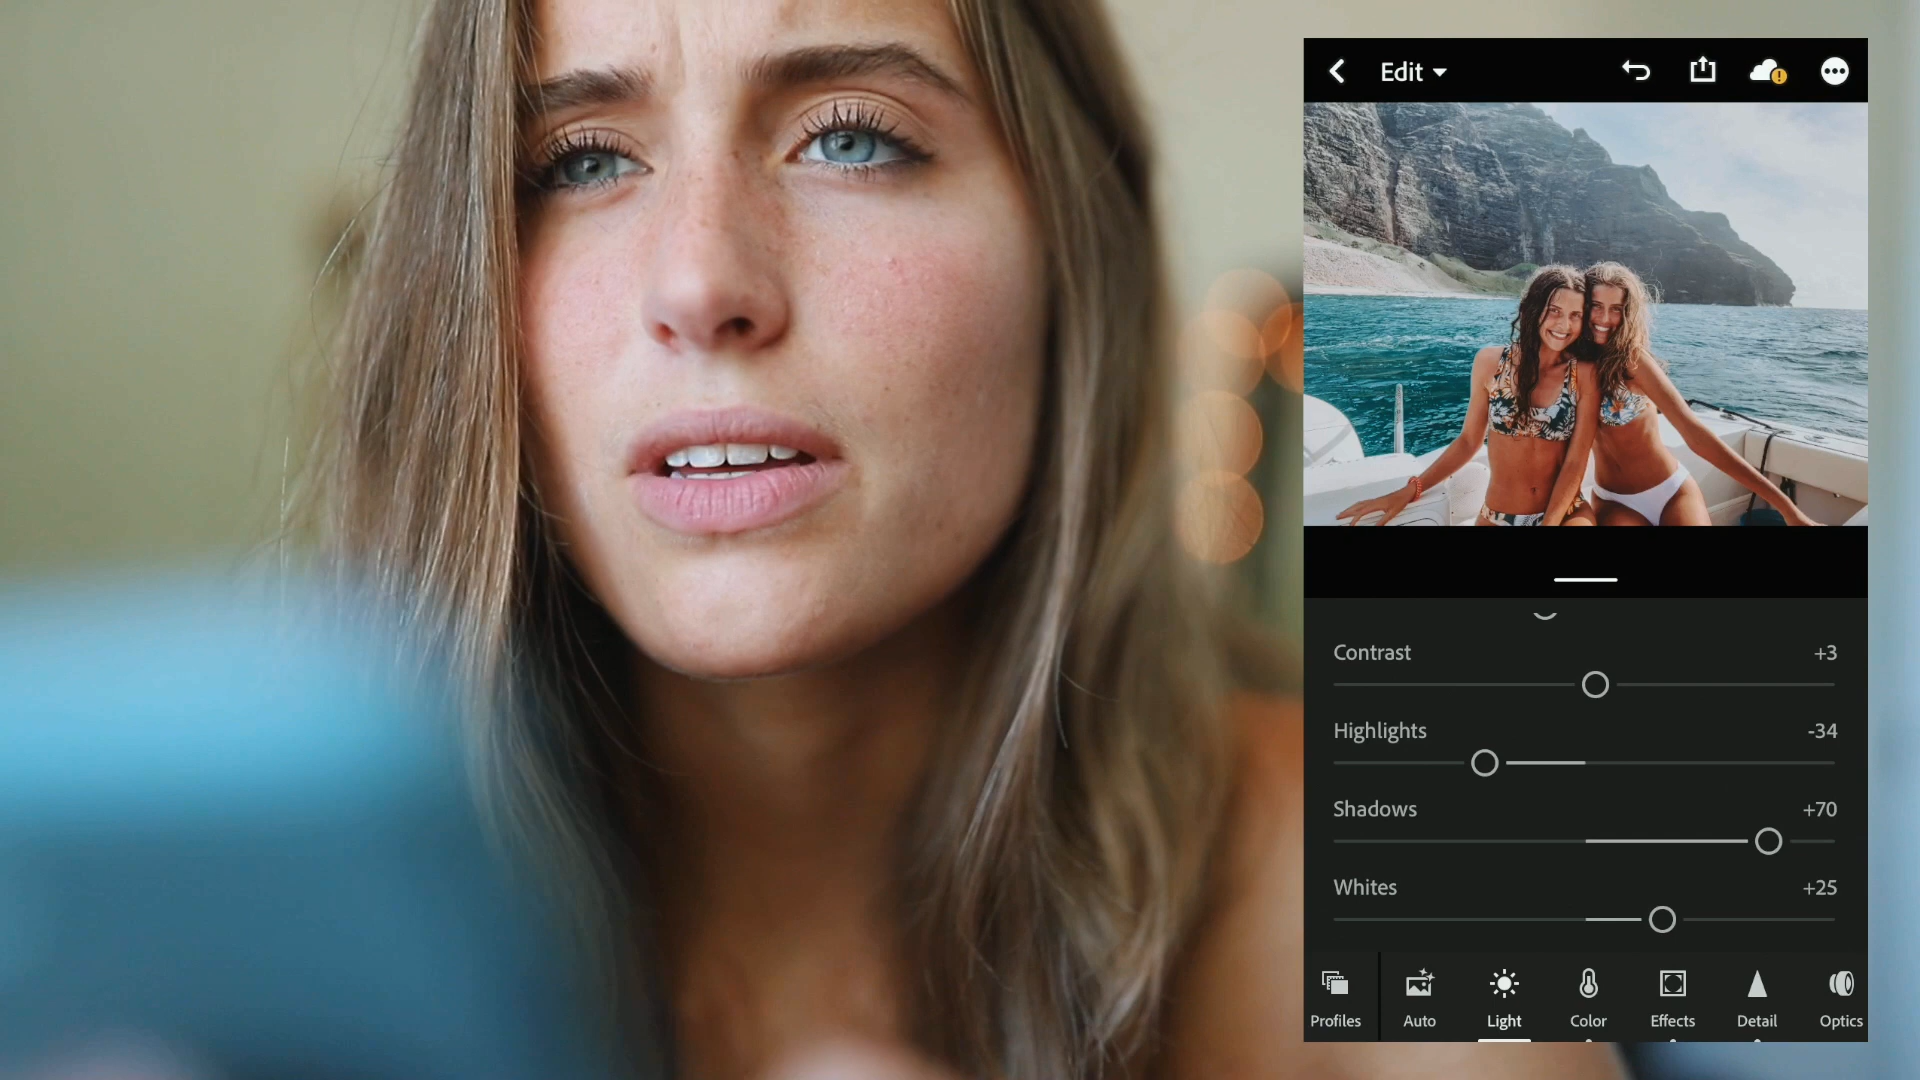 Edit
Contrast +3
Highlights -34
Shadows +70
Whites +25
Profiles Auto Light Color Effects Detail Optics